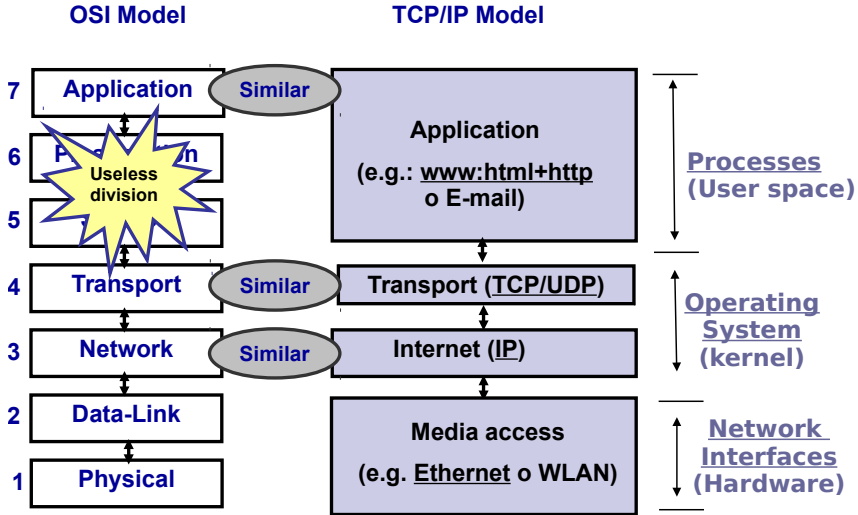 OSI Model
TCP/IP Model
7
Application
Similar
6
Useless
division
5
4
Transport
Similar
3
Network
Similar
2
Data-Link
1
Physical
Application
(e.g.: www:html+http
o E-mail)
Transport (TCP/UDP)
Internet (IP)
Media access
(e.g. Ethernet o WLAN)
Processes
(User space)
Operating
System
(kernel)
Network
Interfaces
(Hardware)